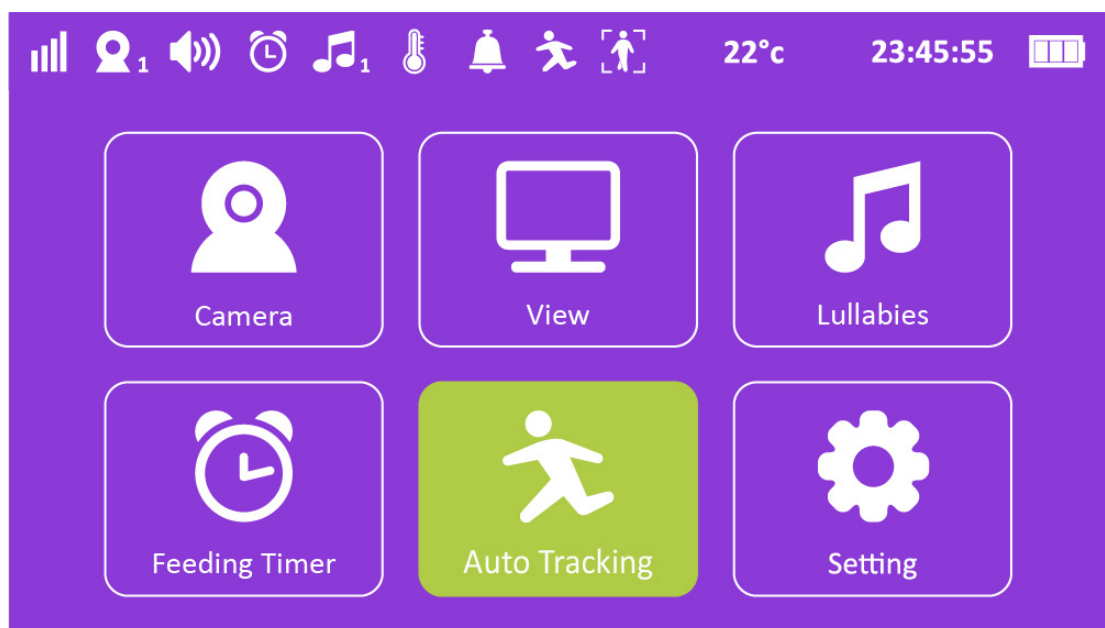 1 1 22°c 23:45:55
Camera View Lullabies
Feeding Timer Auto Tracking Setting